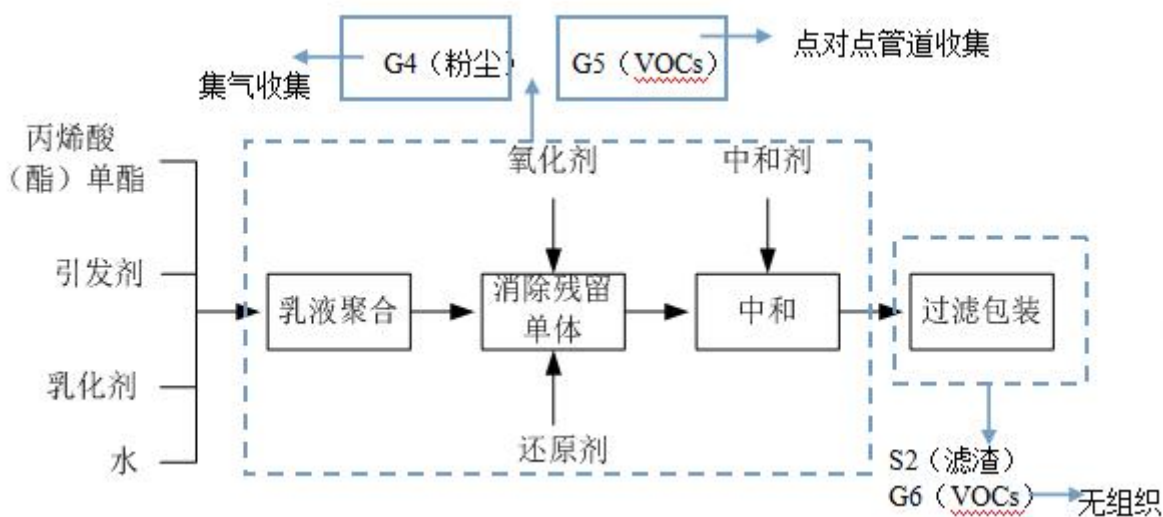 G4（粉尘）
G5（VOCs）
点对点管道收集
集气收集
丙烯酸
（酯）单酯
氧化剂
中和剂
引发剂
乳液聚合
消除残留
单体
中和
过滤包装
乳化剂
还原剂
水
S2（滤渣）
G6（VOCs）
无组织